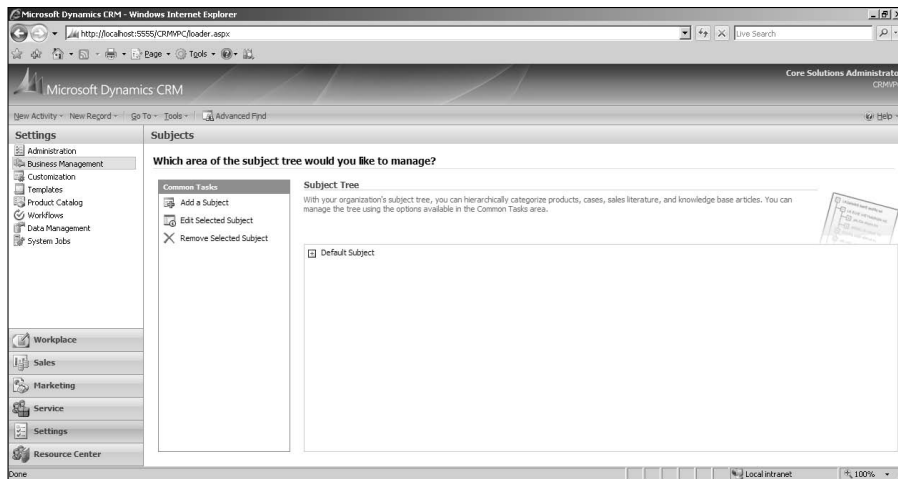 Microsoft Dynamics CRM - Windows Internet Explorer
http://localhost:5555/CRMVPC/loader.aspx
Live Search
Page
Tools
Microsoft Dynamics CRM
Core Solutions Administrato
CRMVP
New Activity
New Record
Go To
Tools
Advanced Find
Help
Settings
Subjects
Administration
Business Management
Customization
Templates
Product Catalog
Workflows
Data Management
System Jobs
Which area of the subject tree would you like to manage?
Common Tasks
Add a Subject
Edit Selected Subject
Remove Selected Subject
Subject Tree
With your organization's subject tree, you can hierarchically categorize products, cases, sales literature, and knowledge base articles. You can
manage the tree using the options available in the Common Tasks area.
Default Subject
Workplace
Sales
Marketing
Service
Settings
Resource Center
Done
Local intranet
100%